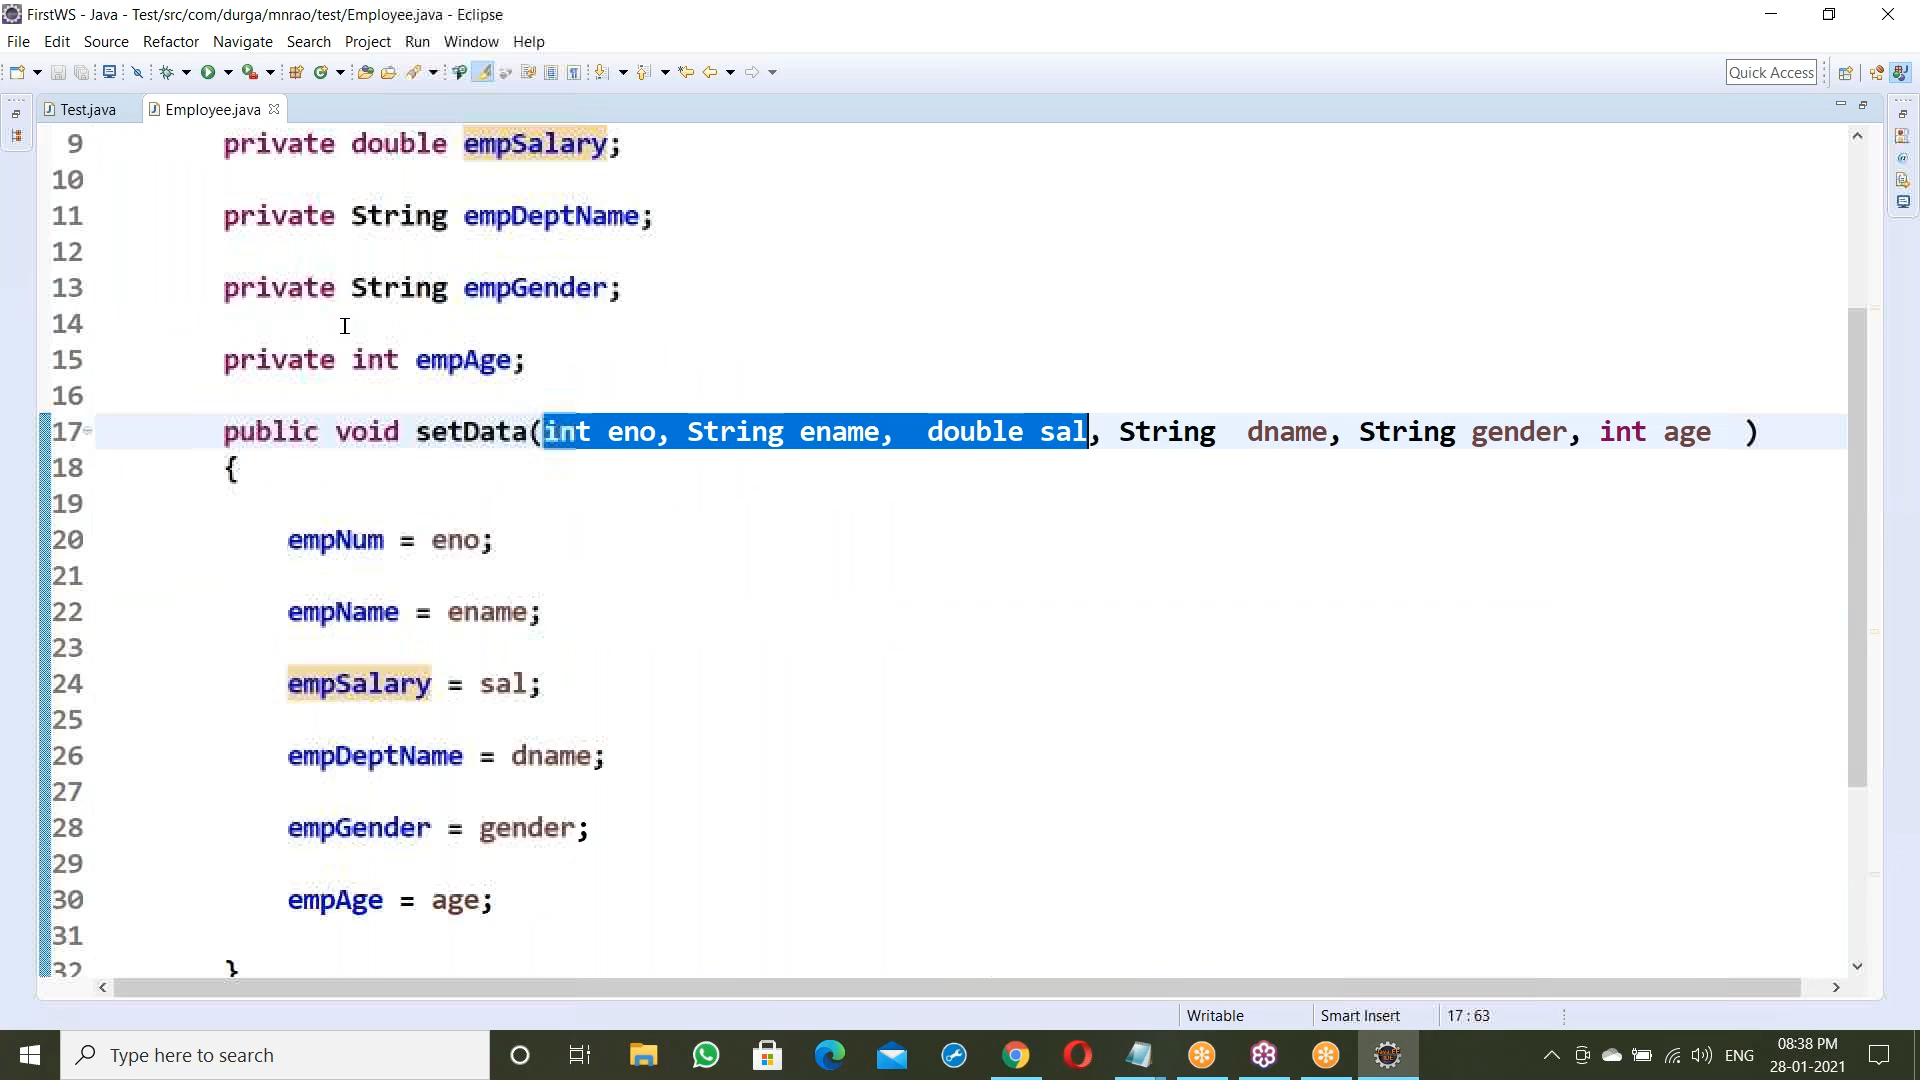 FirstWS - Java - Test/src/com/durga/mnrao/test/Employee.java - Eclipse
File Edit Source Refactor Navigate Search Project Run Window Help
Quick Access
Test.java Employee.java
9 private double empSalary;
10
11 private String empDeptName;
12
13 private String empGender;
14
15 private int empAge;
16
17 public void setData(int eno, String ename,  double sal, String  dname, String gender, int age  )
18 {
19
20 empNum = eno;
21
22 empName = ename;
23
24 empSalary = sal;
25
26 empDeptName = dname;
27
28 empGender = gender;
29
30 empAge = age;
31
32 }
Writable Smart Insert 17 : 63
Type here to search
ENG
08:38 PM
28-01-2021